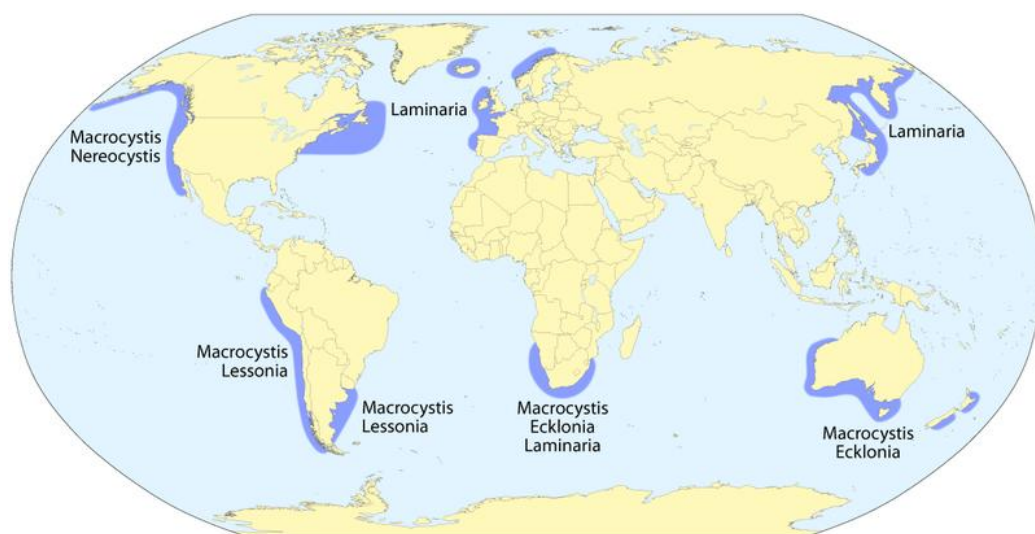 Macrocystis
Nereocystis
Laminaria
Laminaria
Macrocystis
Lessonia
Macrocystis
Lessonia
Macrocystis
Ecklonia
Laminaria
Macrocystis
Ecklonia